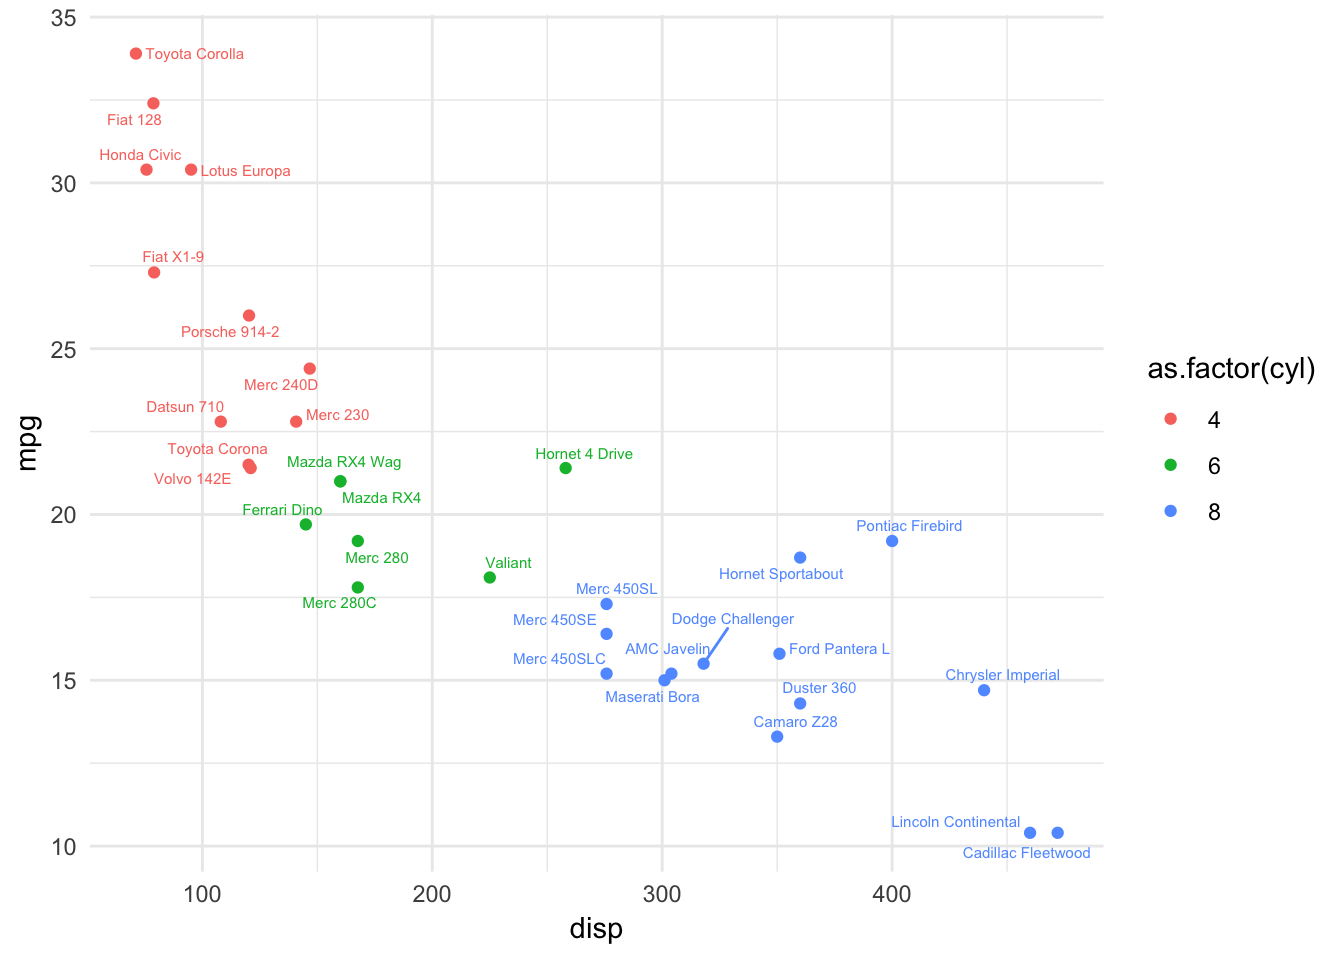 35
Toyota Corolla
Fiat 128
Honda Civic
Lotus Europa
30
Fiat X1-9
Porsche 914-2
25
Merc 240D
Datsun 710
Merc 230
Toyota Corona
Mazda RX4 Wag
Hornet 4 Drive
Volvo 142E
Mazda RX4
Ferrari Dino
20
Pontiac Firebird
Merc 280
Valiant
Hornet Sportabout
Merc 280C
Merc 450SL
Merc 450SE
Dodge Challenger
AMC Javelin
Ford Pantera L
Merc 450SLC
15
Chrysler Imperial
Maserati Bora
Duster 360
Camaro Z28
Lincoln Continental
10
Cadillac Fleetwood
100
200
300
400
disp
mpg
as.factor(cyl)
4
6
8